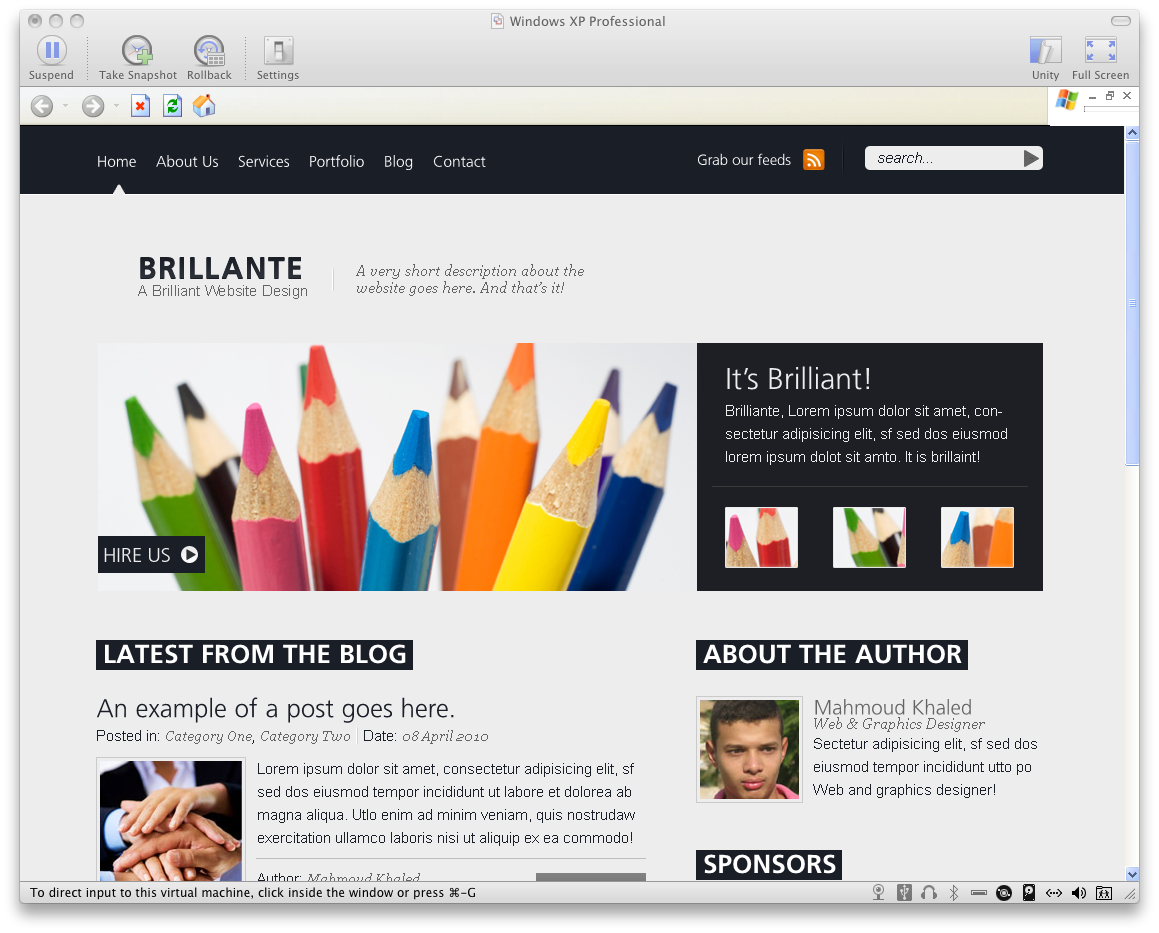 Windows XP Professional
Suspend
Take Snapshot
Rollback
Settings
Unity
Full Screen
Home
About Us
Services
Portfolio
Blog
Contact
Grab our feeds
search...
BRILLANTE
A Brilliant Website Design
A very short description about the
website goes here. And that's it!
HIRE US
It's Brilliant!
Brilliante, Lorem ipsum dolor sit amet, con-
sectetur adipisicing elit, sf sed dos eiusmod
lorem ipsum dolot sit amto. It is brillaint!
LATEST FROM THE BLOG
An example of a post goes here.
Posted in: Category One, Category Two | Date: 08 April 2010
Lorem ipsum dolor sit amet, consectetur adipisicing elit, sf
sed dos eiusmod tempor incididunt ut labore et dolorea ab
magna aliqua. Utlo enim ad minim veniam, quis nostrudaw
exercitation ullamco laboris nisi ut aliquip ex ea commodo!
Author: Mahmoud Khaled
ABOUT THE AUTHOR
Mahmoud Khaled
Web & Graphics Designer
Sectetur adipisicing elit, sf sed dos
eiusmod tempor incididunt utto po
Web and graphics designer!
SPONSORS
To direct input to this virtual machine, click inside the window or press ⌘-G